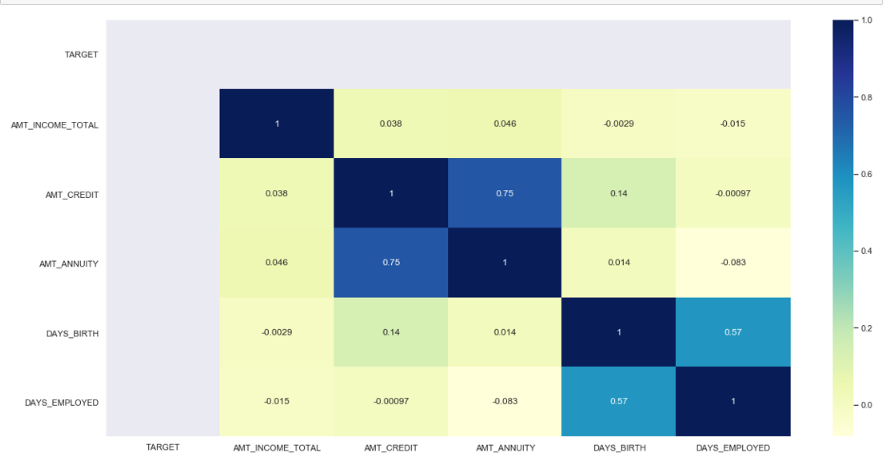 1.0
TARGET
0.8
AMT_INCOME_TOTAL 1 0.038 0.046 -0.0029 -0.015
0.6
AMT_CREDIT 0.038 1 0.75 0.14 -0.00097
0.4
AMT_ANNUITY 0.046 0.75 1 0.014 -0.083
0.2
DAYS_BIRTH -0.0029 0.14 0.014 1 0.57
DAYS_EMPLOYED -0.015 -0.00097 -0.083 0.57 1
0.0
TARGET AMT_INCOME_TOTAL AMT_CREDIT AMT_ANNUITY DAYS_BIRTH DAYS_EMPLOYED